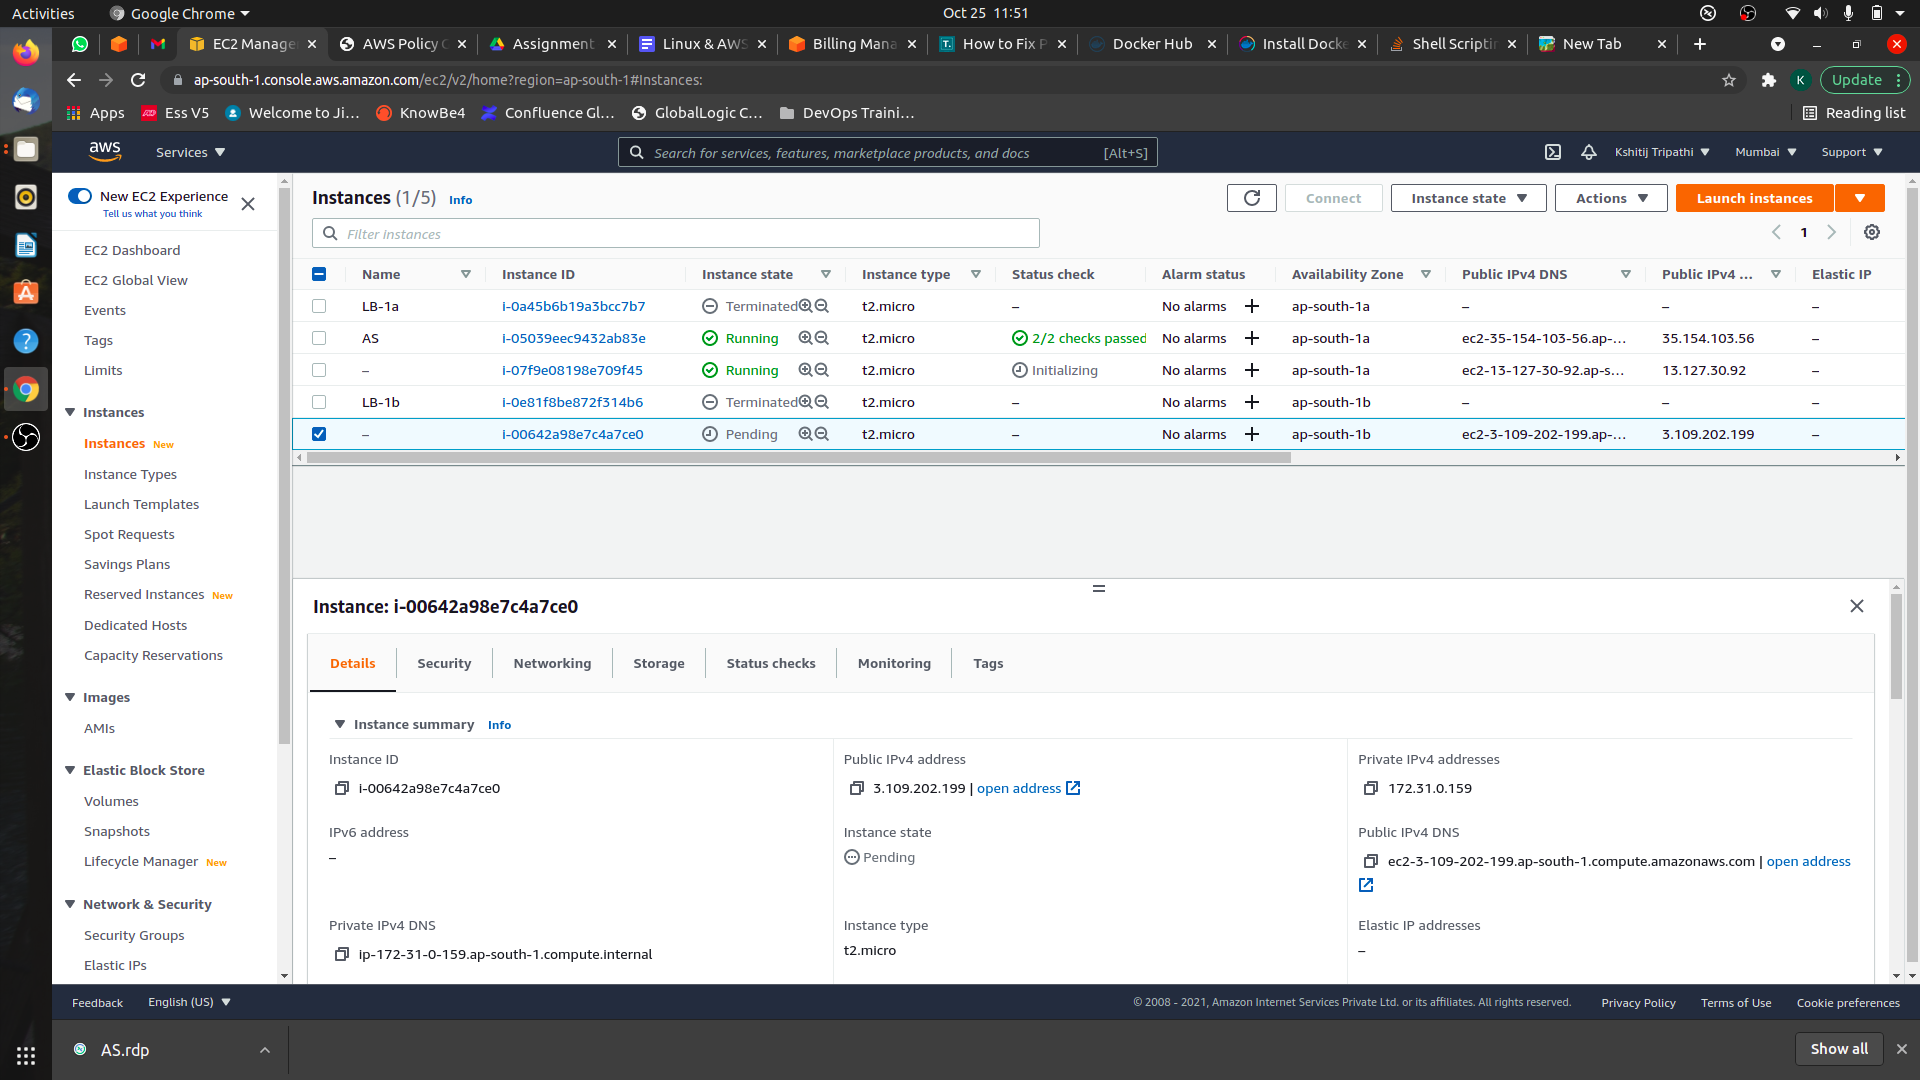 Activities
Google Chrome
Oct 25 11:51
EC2 Manage
AWS Policy G
Assignment
Linux & AWS
Billing Mana
How to Fix P
Docker Hub
Install Docke
Shell Scriptin
New Tab
ap-south-1.console.aws.amazon.com/ec2/v2/home?region=ap-south-1#Instances:
K
Update
Apps
Ess V5
Welcome to Ji...
KnowBe4
Confluence Gl...
GlobalLogic C...
DevOps Traini...
Reading list
aws
Services
Search for services, features, marketplace products, and docs
[Alt+S]
Kshitij Tripathi
Mumbai
Support
New EC2 Experience
Tell us what you think
EC2 Dashboard
EC2 Global View
Events
Tags
Limits
Instances
Instances New
Instance Types
Launch Templates
Spot Requests
Savings Plans
Reserved Instances New
Dedicated Hosts
Capacity Reservations
Images
AMIs
Elastic Block Store
Volumes
Snapshots
Lifecycle Manager New
Network & Security
Security Groups
Elastic IPs
Instances (1/5) Info
Connect
Instance state
Actions
Launch instances
Filter instances
1
Name Instance ID Instance state Instance type Status check Alarm status Availability Zone Public IPv4 DNS Public IPv4 ... Elastic IP
LB-1a i-0a45b6b19a3bcc7b7 Terminated t2.micro – No alarms + ap-south-1a – – –
AS i-05039eec9432ab83e Running t2.micro 2/2 checks passed No alarms + ap-south-1a ec2-35-154-103-56.ap-... 35.154.103.56 –
– i-07f9e08198e709f45 Running t2.micro Initializing No alarms + ap-south-1a ec2-13-127-30-92.ap-s... 13.127.30.92 –
LB-1b i-0e81f8be872f314b6 Terminated t2.micro – No alarms + ap-south-1b – – –
– i-00642a98e7c4a7ce0 Pending t2.micro – No alarms + ap-south-1b ec2-3-109-202-199.ap-... 3.109.202.199 –
Instance: i-00642a98e7c4a7ce0
Details
Security
Networking
Storage
Status checks
Monitoring
Tags
Instance summary Info
Instance ID
i-00642a98e7c4a7ce0
Public IPv4 address
3.109.202.199 | open address
Private IPv4 addresses
172.31.0.159
IPv6 address
–
Instance state
Pending
Public IPv4 DNS
ec2-3-109-202-199.ap-south-1.compute.amazonaws.com | open address
Private IPv4 DNS
ip-172-31-0-159.ap-south-1.compute.internal
Instance type
t2.micro
Elastic IP addresses
–
Feedback
English (US)
© 2008 - 2021, Amazon Internet Services Private Ltd. or its affiliates. All rights reserved.
Privacy Policy
Terms of Use
Cookie preferences
AS.rdp
Show all